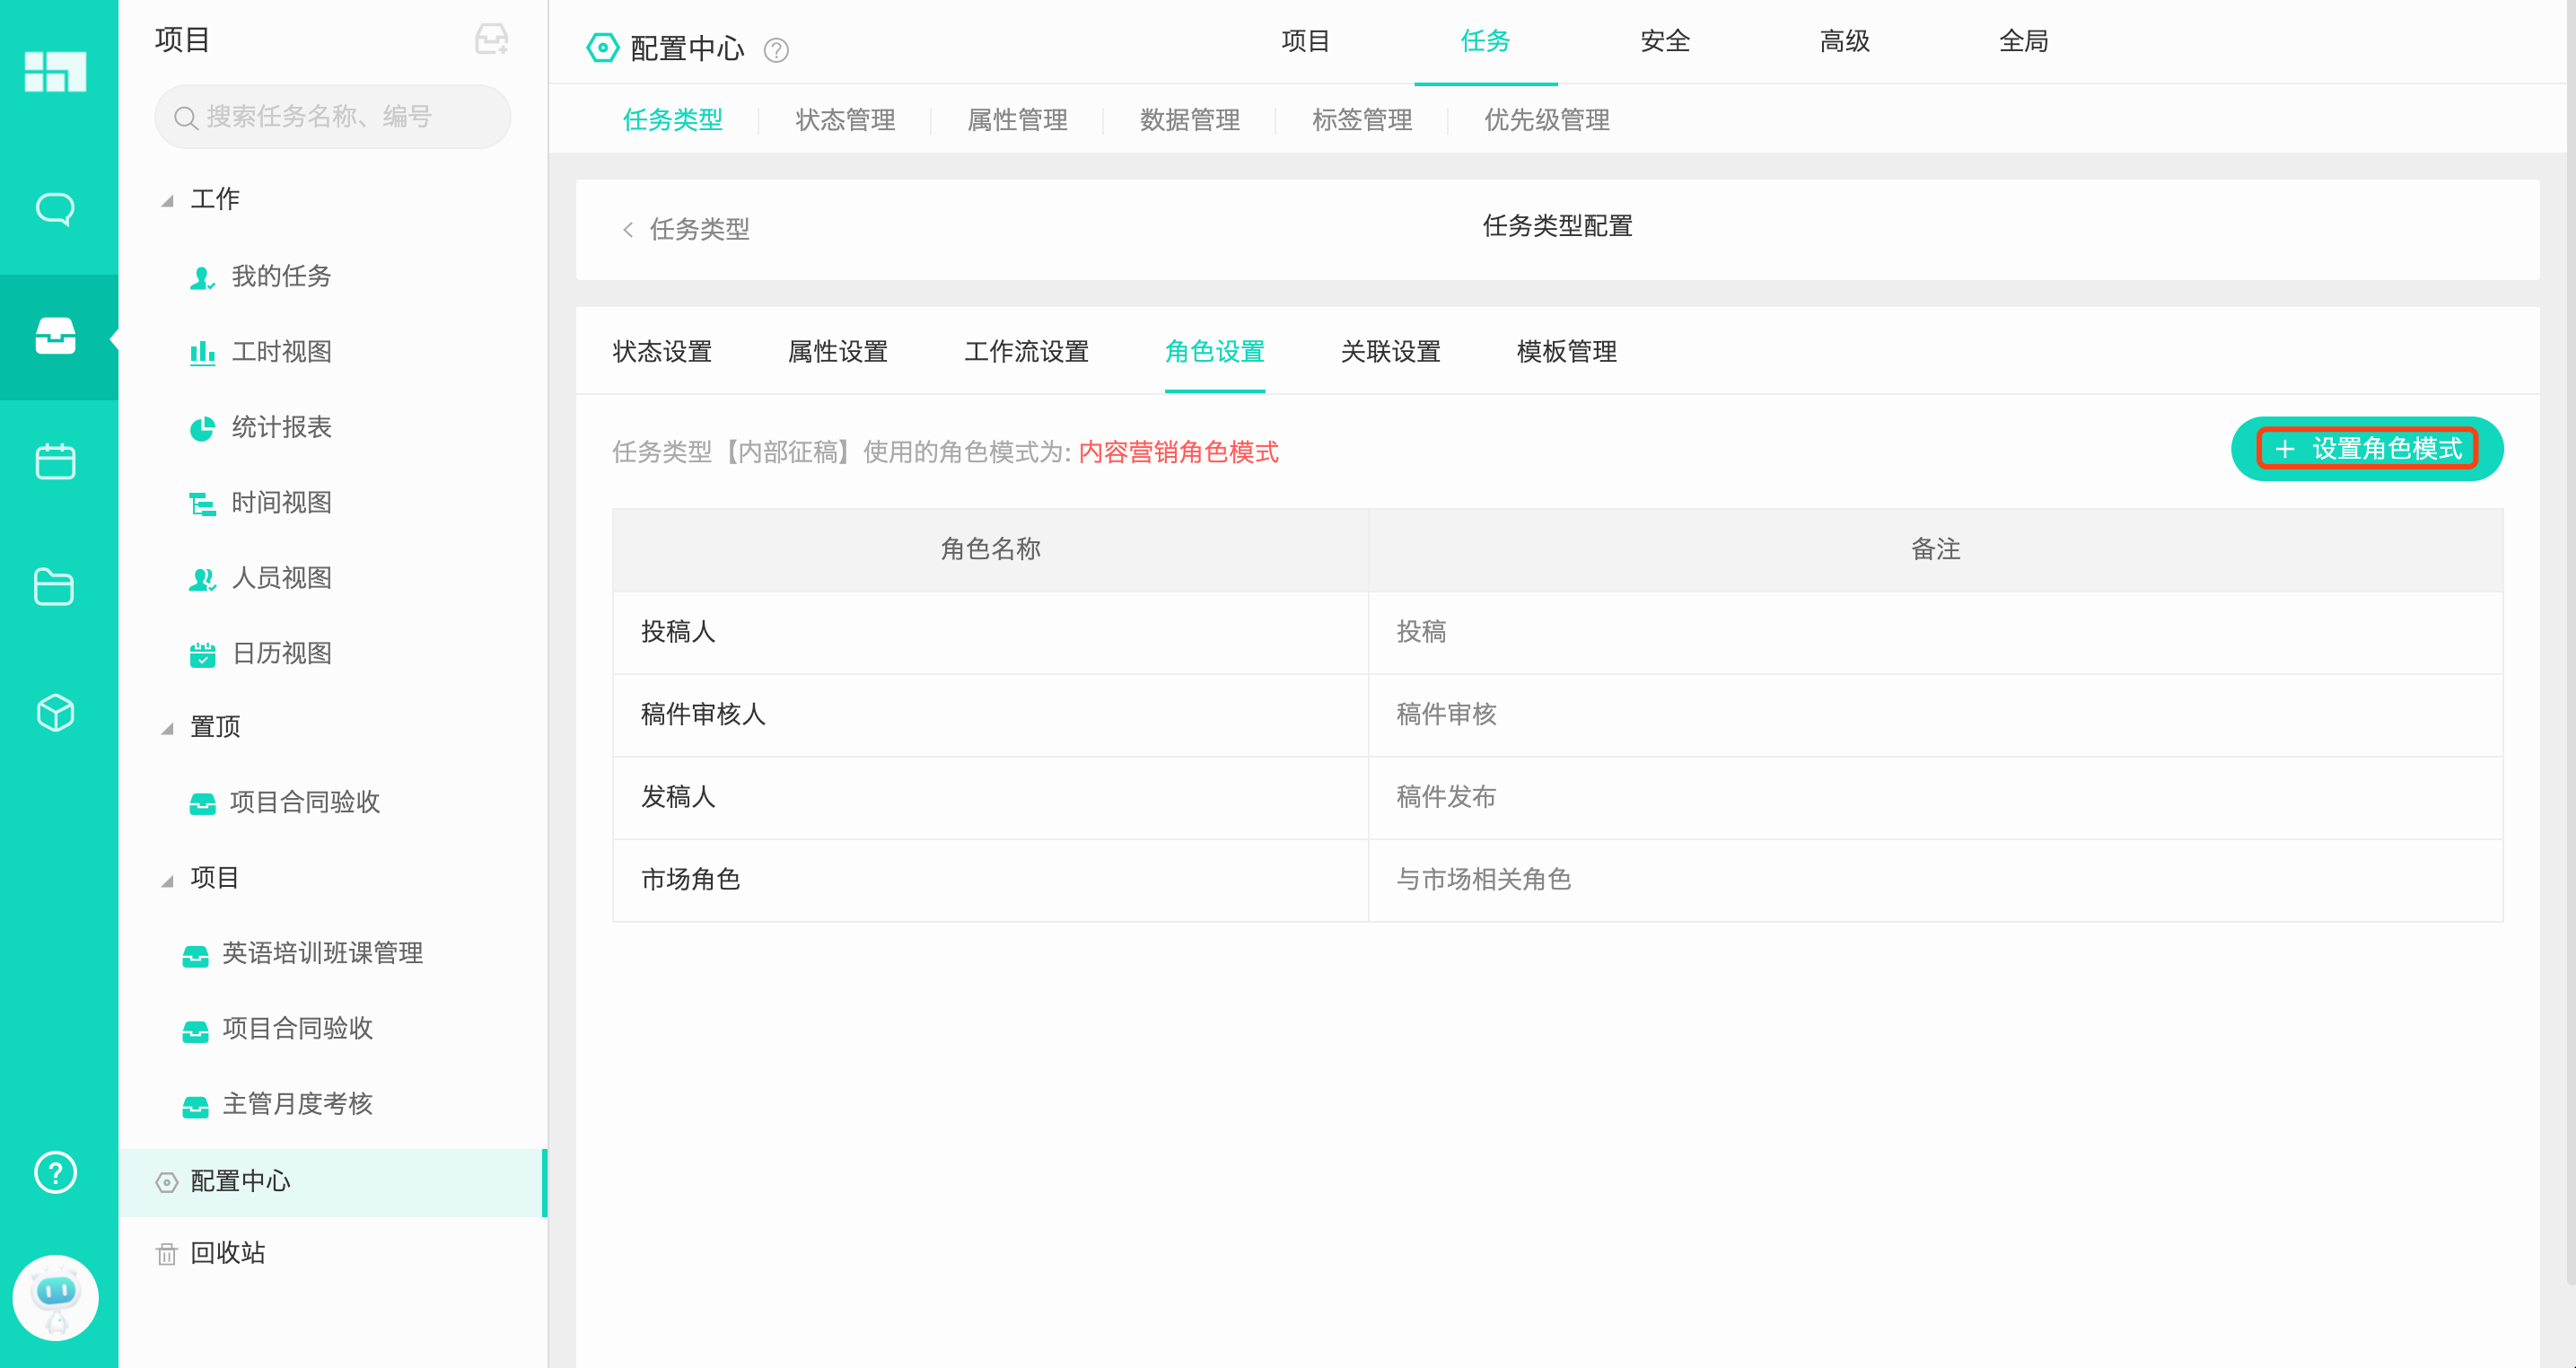 项目
搜索任务名称、编号
工作
我的任务
工时视图
统计报表
时间视图
人员视图
日历视图
置顶
项目合同验收
项目
英语培训班课管理
项目合同验收
主管月度考核
配置中心
回收站
?
配置中心 ?
项目 任务 安全 高级 全局
任务类型 状态管理 属性管理 数据管理 标签管理 优先级管理
< 任务类型 任务类型配置
状态设置 属性设置 工作流设置 角色设置 关联设置 模板管理
任务类型【内部征稿】使用的角色模式为: 内容营销角色模式 + 设置角色模式
角色名称 备注
投稿人 投稿
稿件审核人 稿件审核
发稿人 稿件发布
市场角色 与市场相关角色